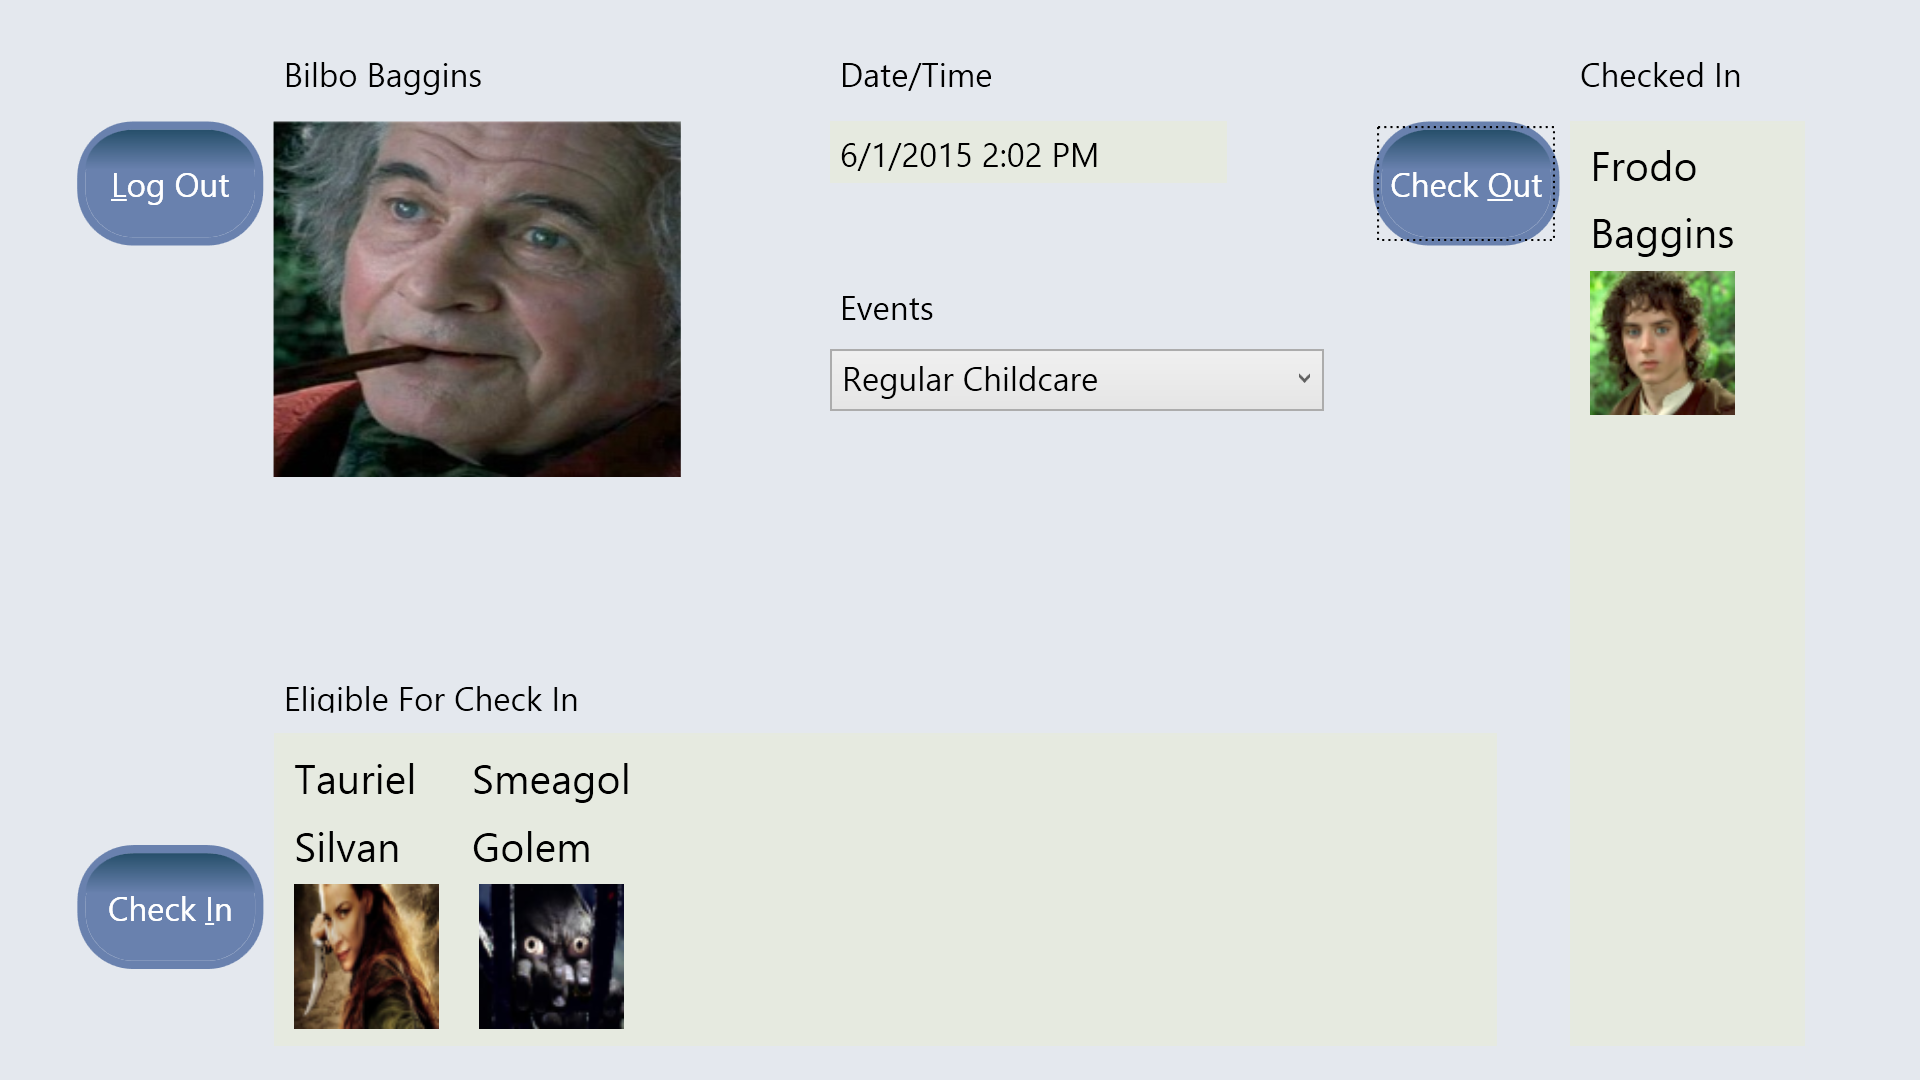 Bilbo Baggins
Date/Time
Checked In
Log Out
6/1/2015 2:02 PM
Check Out
Frodo
Baggins
Events
Regular Childcare
Eligible For Check In
Tauriel
Silvan
Smeagol
Golem
Check In